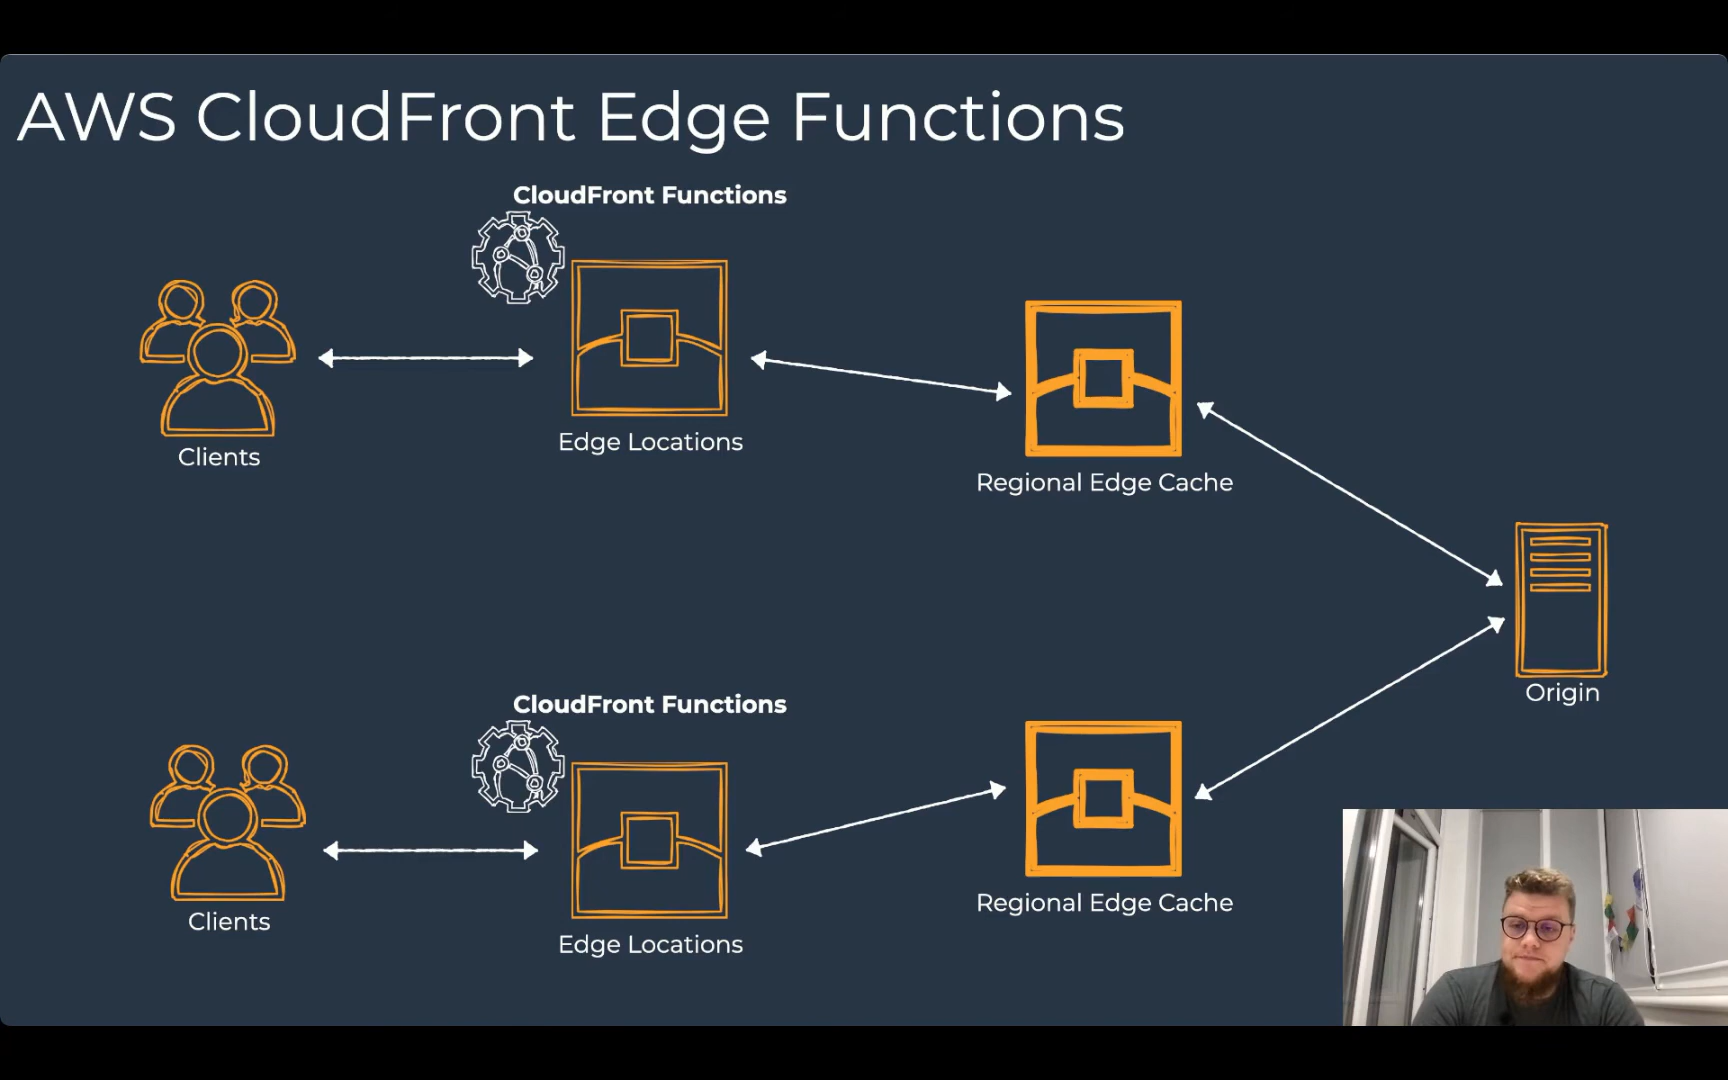 AWS CloudFront Edge Functions
CloudFront Functions
Clients
Edge Locations
Regional Edge Cache
Origin
CloudFront Functions
Clients
Edge Locations
Regional Edge Cache